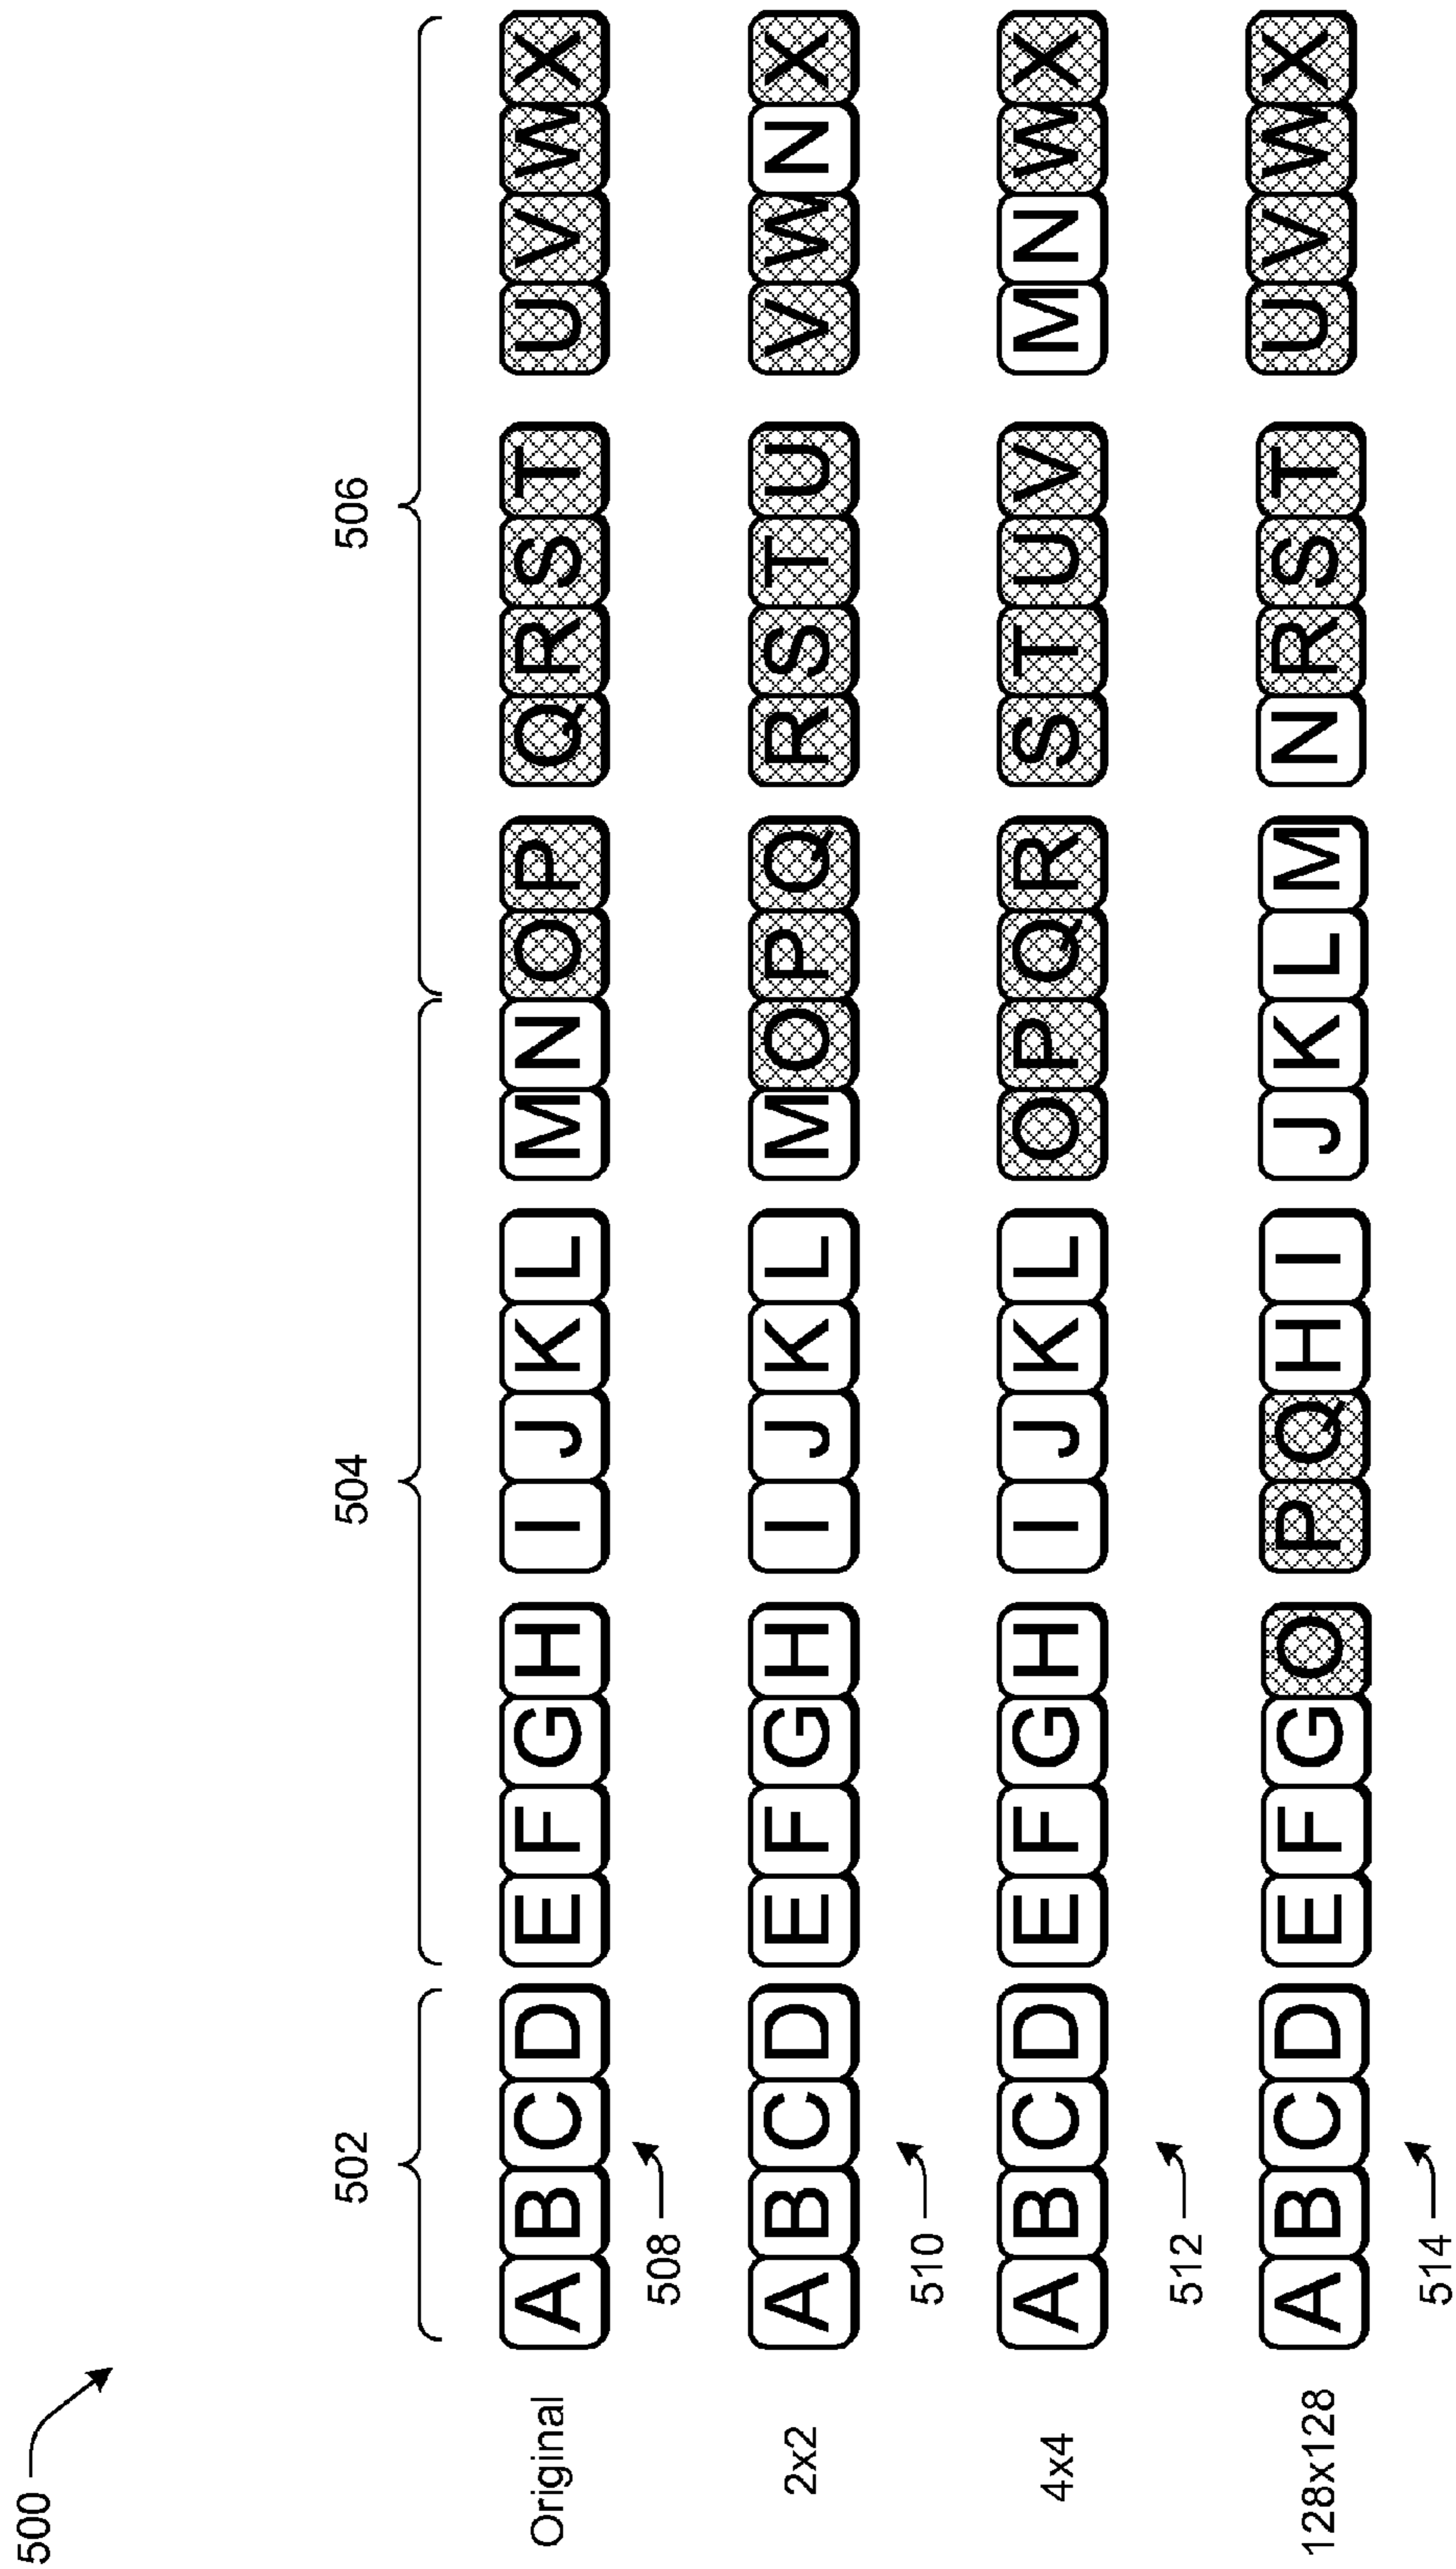 500
502 504 506
Original A B C D E F G H I J K L M N O P Q R S T U V W X
508
2x2 A B C D E F G H I J K L M O P Q R S T U V W N X
510
4x4 A B C D E F G H I J K L O P Q R S T U V M N W X
512
128x128 A B C D E F G O P Q H I J K L M N R S T U V W X
514